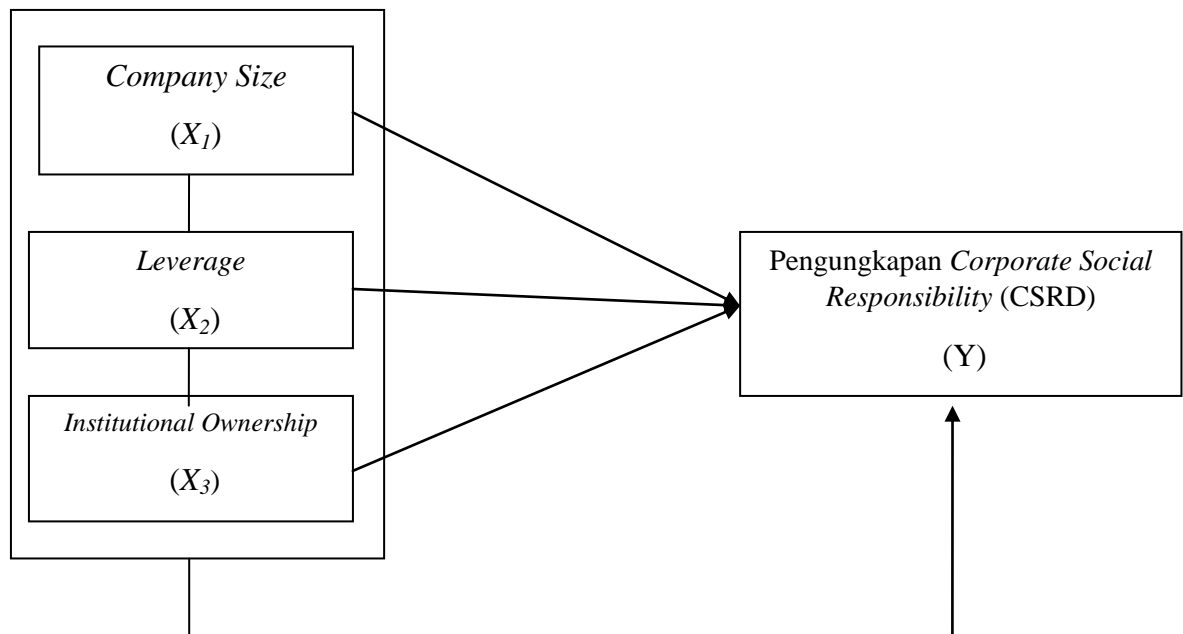 Company Size
(X1)
Leverage
(X2)
Institutional Ownership
(X3)
Pengungkapan Corporate Social
Responsibility (CSRD)
(Y)